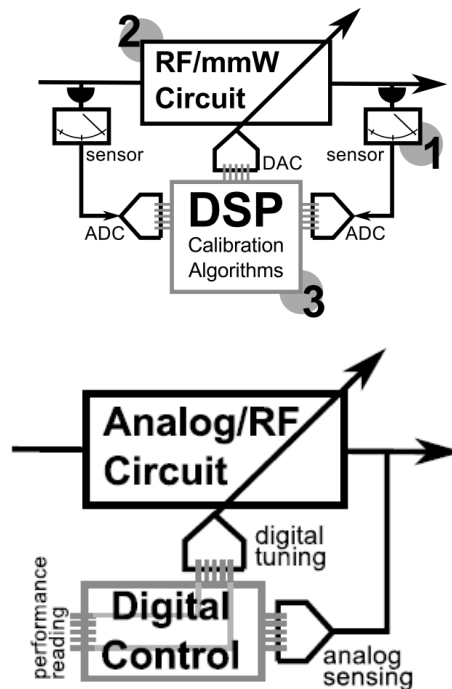 2
RF/mmW
Circuit
sensor
DAC
sensor
1
ADC
DSP
ADC
Calibration
Algorithms
3
Analog/RF
Circuit
digital
tuning
performance
reading
Digital
Control
analog
sensing